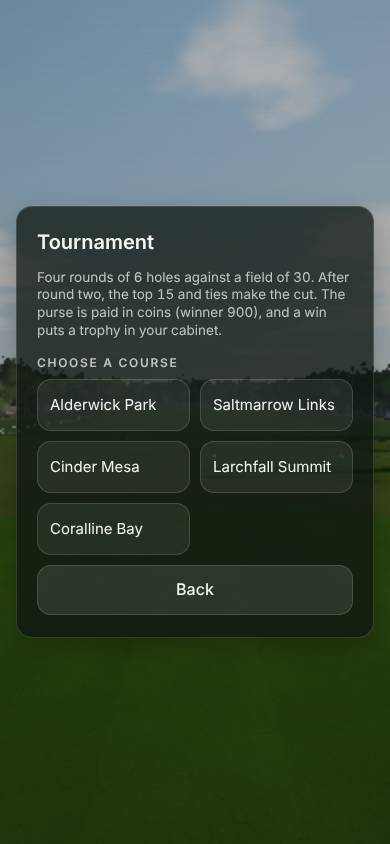 Tournament
Four rounds of 6 holes against a field of 30. After
round two, the top 15 and ties make the cut. The
purse is paid in coins (winner 900), and a win
puts a trophy in your cabinet.
CHOOSE A COURSE
Alderwick Park
Saltmarrow Links
Cinder Mesa
Larchfall Summit
Coralline Bay
Back